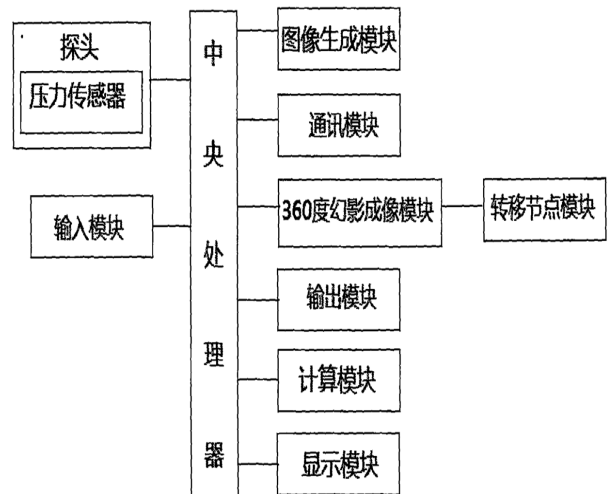 探头
压力传感器
输入模块
中
央
处
理
器
图像生成模块
通讯模块
360度幻影成像模块
转移节点模块
输出模块
计算模块
显示模块